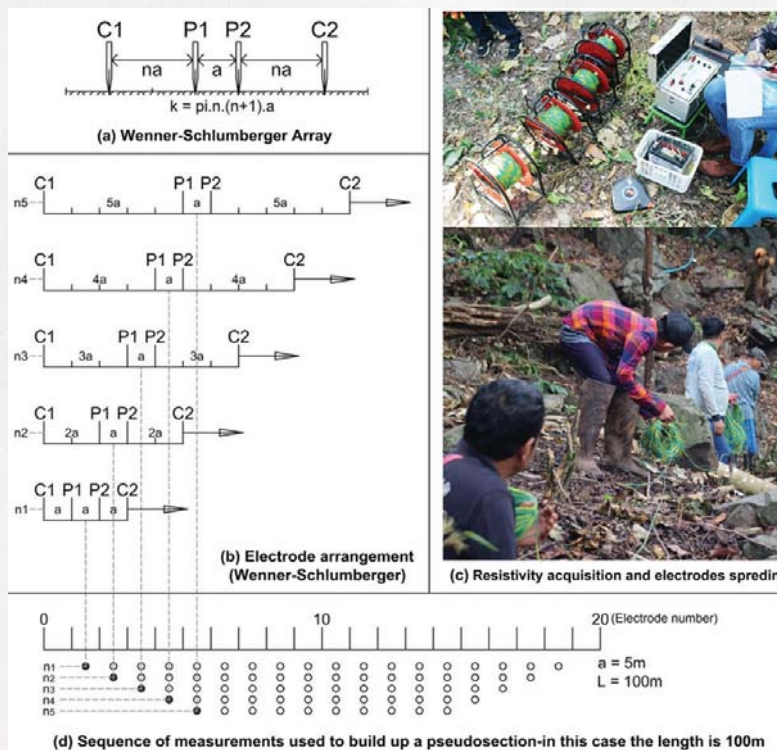 C1 P1 P2 C2
na a na
k = pi.n.(n+1).a
(a) Wenner-Schlumberger Array
C1 P1 P2 C2
n5 5a a 5a
C1 P1 P2 C2
n4 4a a 4a
C1 P1 P2 C2
n3 3a a 3a
C1 P1 P2 C2
n2 2a a 2a
C1 P1 P2 C2
n1 a a a
(b) Electrode arrangement
(Wenner-Schlumberger)
(c) Resistivity acquisition and electrodes spredin
0 10 20 (Electrode number)
n1
n2
n3
n4
n5
a = 5m
L = 100m
(d) Sequence of measurements used to build up a pseudosection-in this case the length is 100m